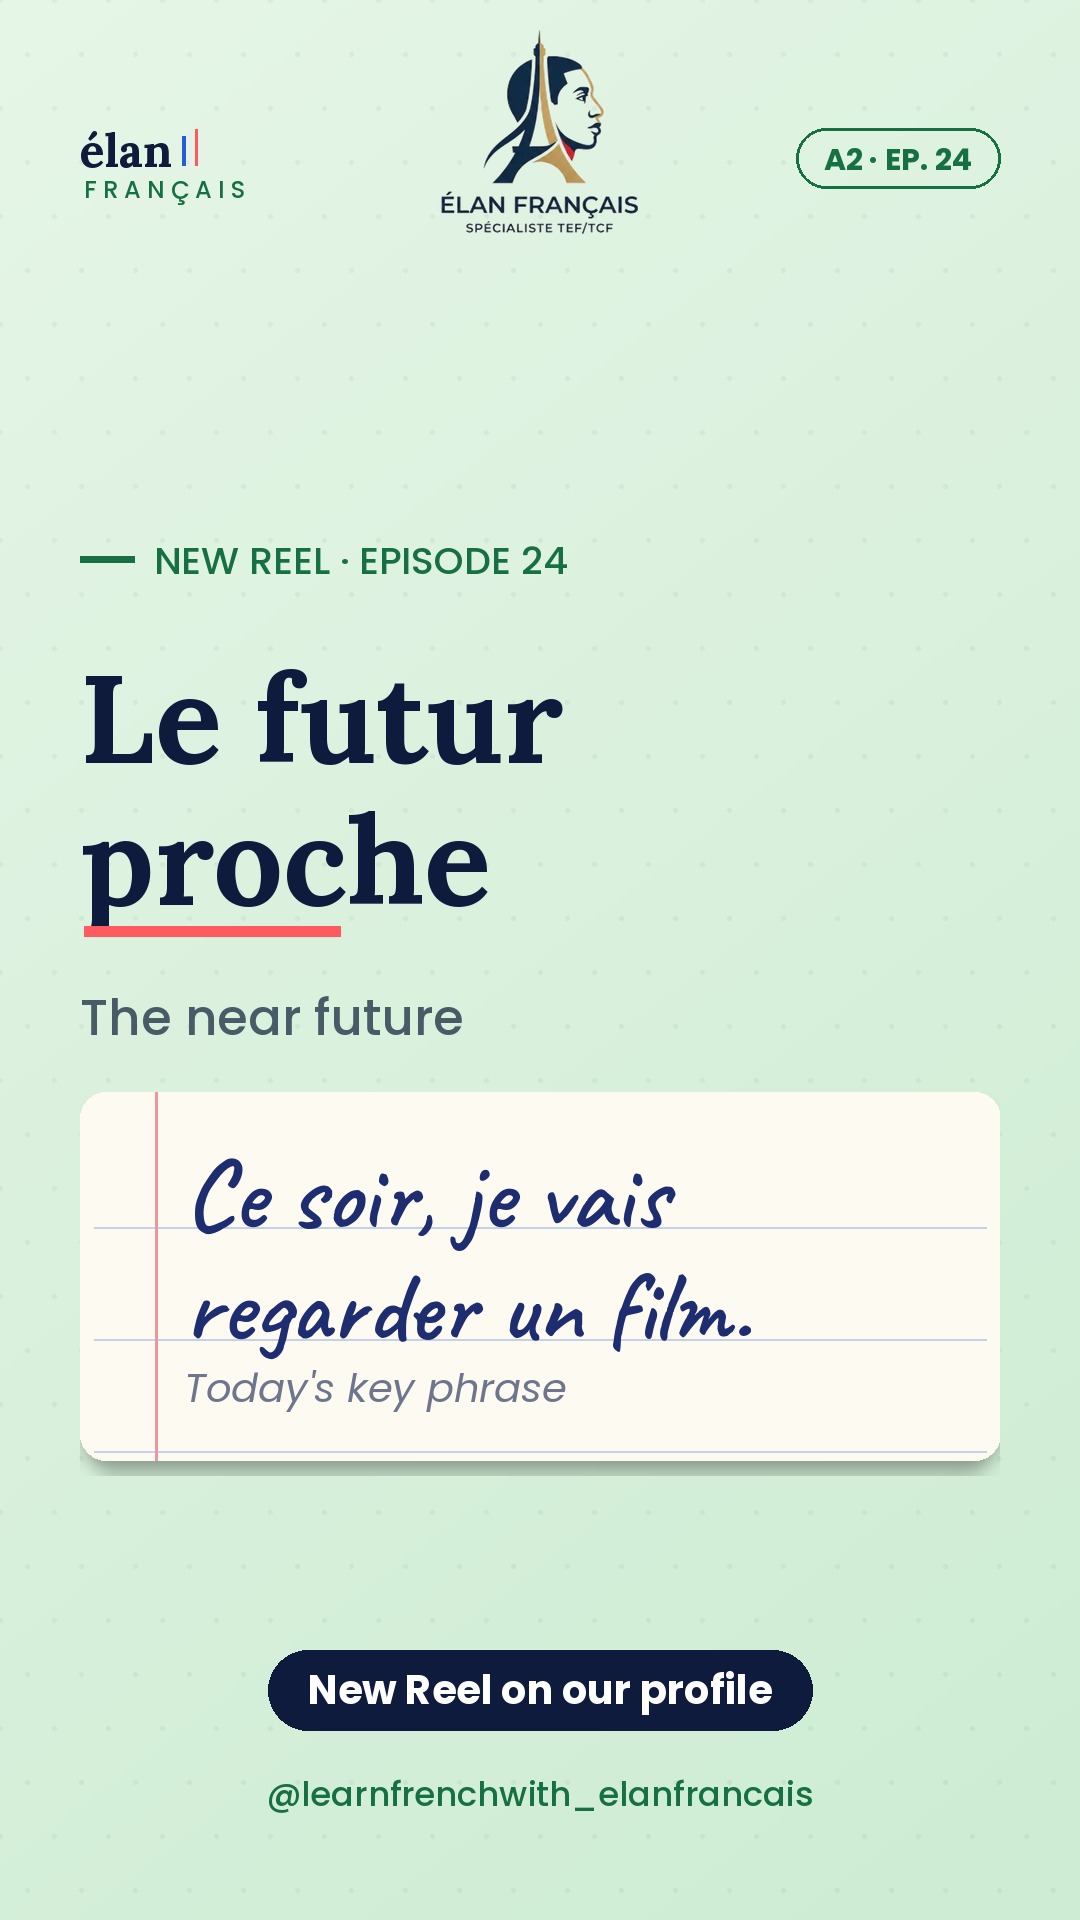 élan
FRANÇAIS
ÉLAN FRANÇAIS
SPÉCIALISTE TEF/TCF
A2 · EP. 24
NEW REEL · EPISODE 24
Le futur
proche
The near future
Ce soir, je vais
regarder un film.
Today's key phrase
New Reel on our profile
@learnfrenchwith_elanfrancais